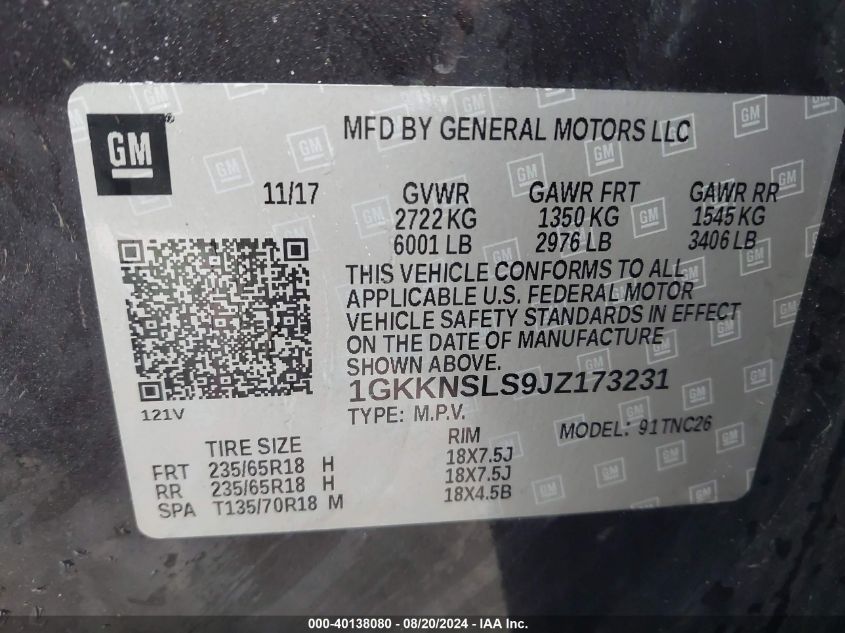 GM
MFD BY GENERAL MOTORS LLC
11/17
GVWR GAWR FRT GAWR RR
2722 KG 1350 KG 1545 KG
6001 LB 2976 LB 3406 LB
THIS VEHICLE CONFORMS TO ALL
APPLICABLE U.S. FEDERAL MOTOR
VEHICLE SAFETY STANDARDS IN EFFECT
ON THE DATE OF MANUFACTURE
SHOWN ABOVE.
1GKKNSLS9JZ173231
121V
TYPE: M.P.V.
MODEL: 91TNC26
TIRE SIZE RIM
FRT 235/65R18 H 18X7.5J
RR 235/65R18 H 18X7.5J
SPA T135/70R18 M 18X4.5B
000-40138080 - 08/20/2024 - IAA Inc.